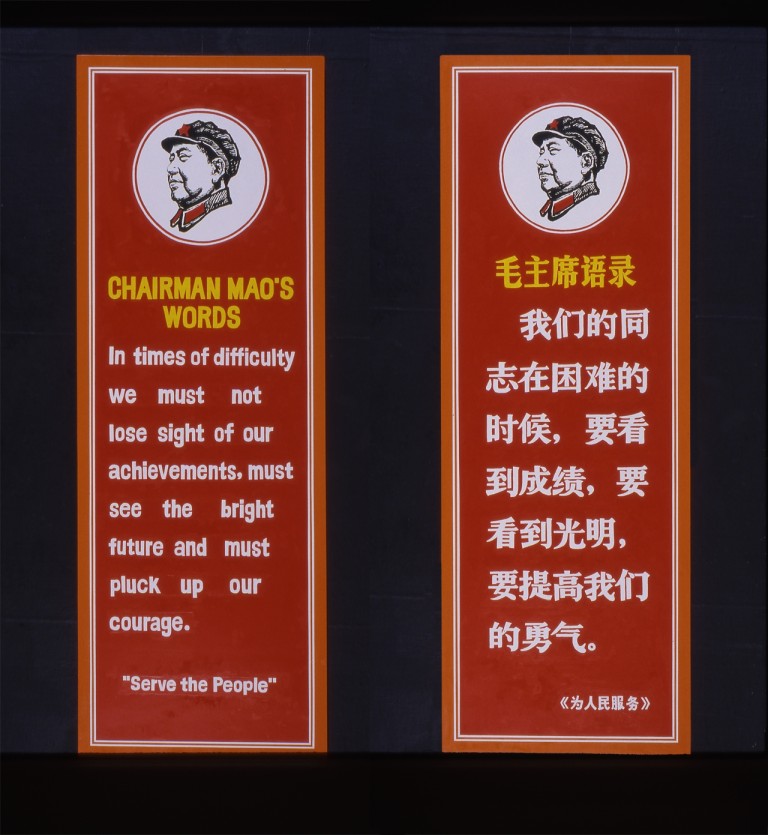 CHAIRMAN MAO'S
WORDS
In times of difficulty
we must not
lose sight of our
achievements, must
see the bright
future and must
pluck up our
courage.
"Serve the People"
毛主席语录
我们的同
志在困难的
时候，要看
到成绩，要
看到光明，
要提高我们
的勇气。
《为人民服务》